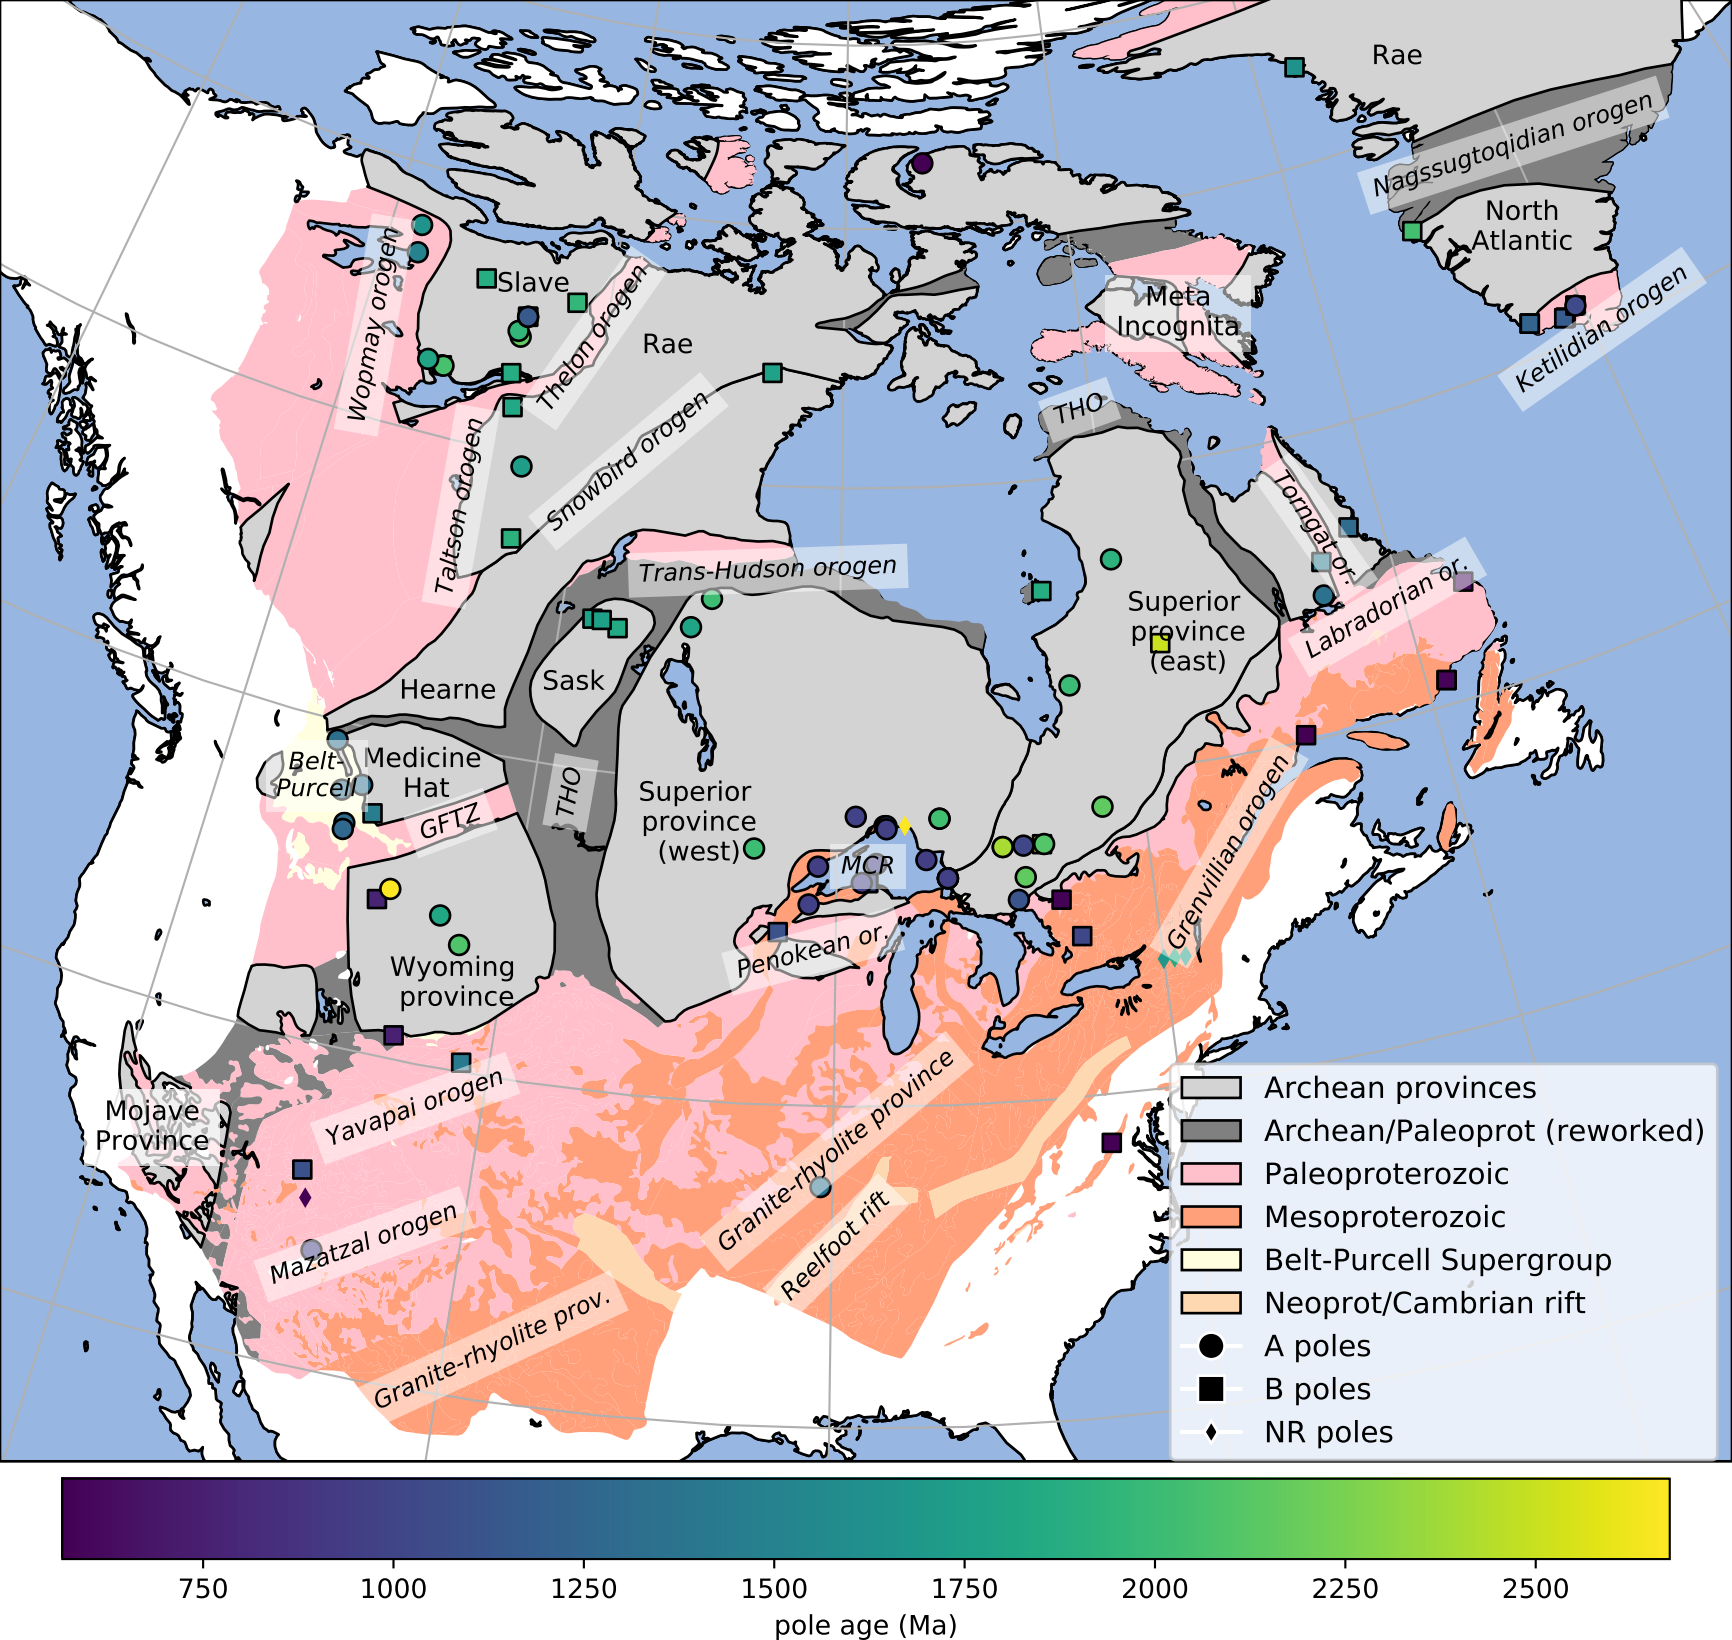 Rae
Nagssugtoqidian orogen
North
Atlantic
Ketilidian orogen
Wopmay orogen
Slave
Thelon orogen
Rae
Meta
Incognita
THO
Taltson orogen
Snowbird orogen
Torngat or.
Trans-Hudson orogen
Labradorian or.
Superior
province
(east)
Hearne
Sask
Belt-
Purcell
Medicine
Hat
GFTZ
THO
Superior
province
(west)
MCR
Grenvillian orogen
Penokean or.
Wyoming
province
Mojave
Province
Yavapai orogen
Mazatzal orogen
Granite-rhyolite province
Reelfoot rift
Granite-rhyolite prov.
Archean provinces
Archean/Paleoprot (reworked)
Paleoproterozoic
Mesoproterozoic
Belt-Purcell Supergroup
Neoprot/Cambrian rift
A poles
B poles
NR poles
750 1000 1250 1500 1750 2000 2250 2500
pole age (Ma)